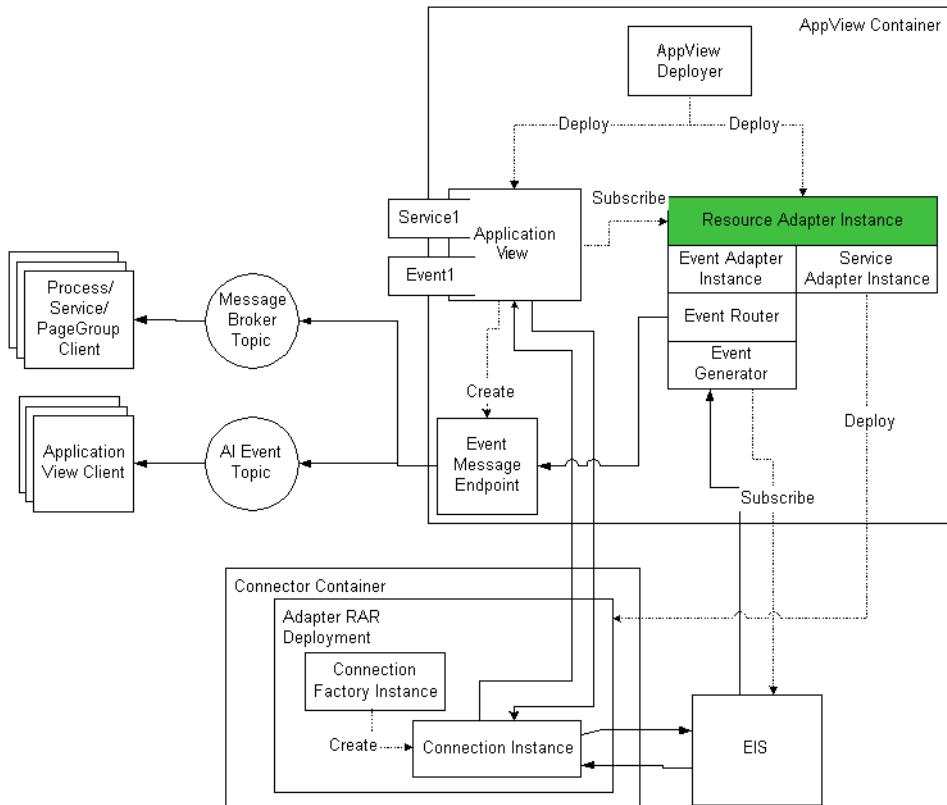 AppView Container
AppView
Deployer
Deploy
Deploy
Subscribe
Service1
Application
View
Event1
Resource Adapter Instance
Event Adapter
Instance
Service
Adapter Instance
Event Router
Event
Generator
Process/
Service/
PageGroup
Client
Message
Broker
Topic
Create
Deploy
Application
View Client
AI Event
Topic
Event
Message
Endpoint
Subscribe
Connector Container
Adapter RAR
Deployment
Connection
Factory Instance
Create
Connection Instance
EIS